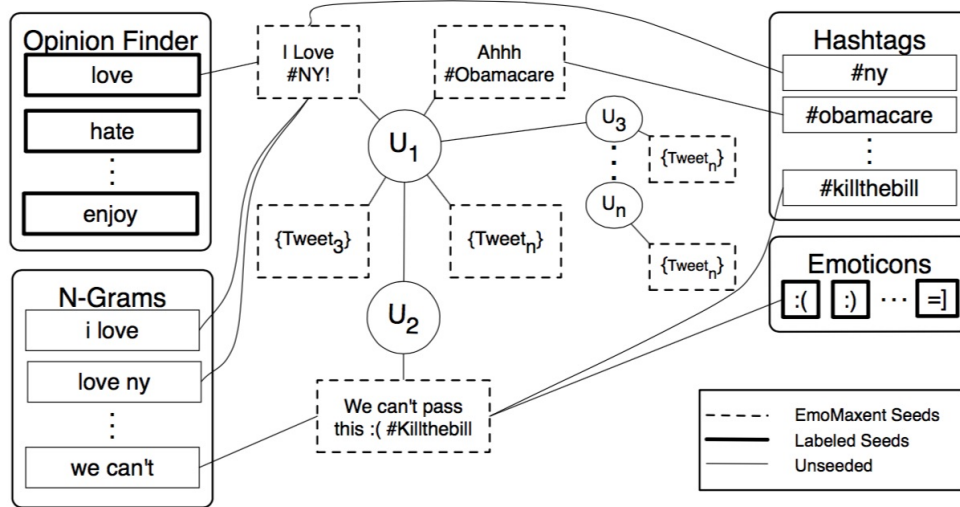 Opinion Finder
love
hate
enjoy
N-Grams
i love
love ny
we can't
I Love
#NY!
Ahhh
#Obamacare
U1
U3
{Tweetn}
Un
{Tweetn}
{Tweet3}
{Tweetn}
U2
We can't pass
this :( #Killthebill
Hashtags
#ny
#obamacare
#killthebill
Emoticons
:( :) ··· =]
EmoMaxent Seeds
Labeled Seeds
Unseeded